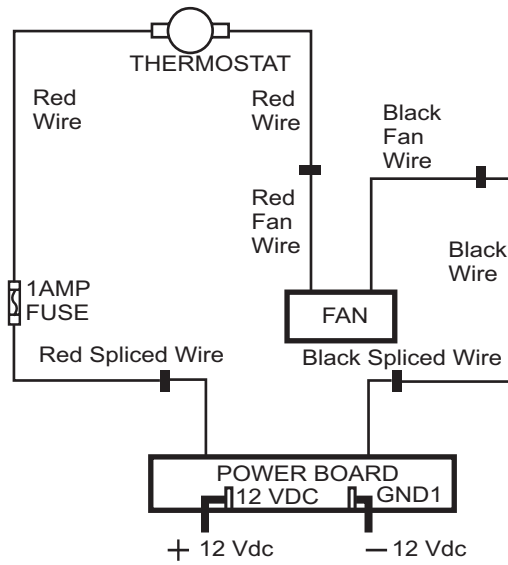 THERMOSTAT
Red
Wire
Red
Wire
Black
Fan
Wire
Red
Fan
Wire
Black
Wire
1AMP
FUSE
FAN
Red Spliced Wire
Black Spliced Wire
POWER BOARD
12 VDC
GND1
+ 12 Vdc
− 12 Vdc